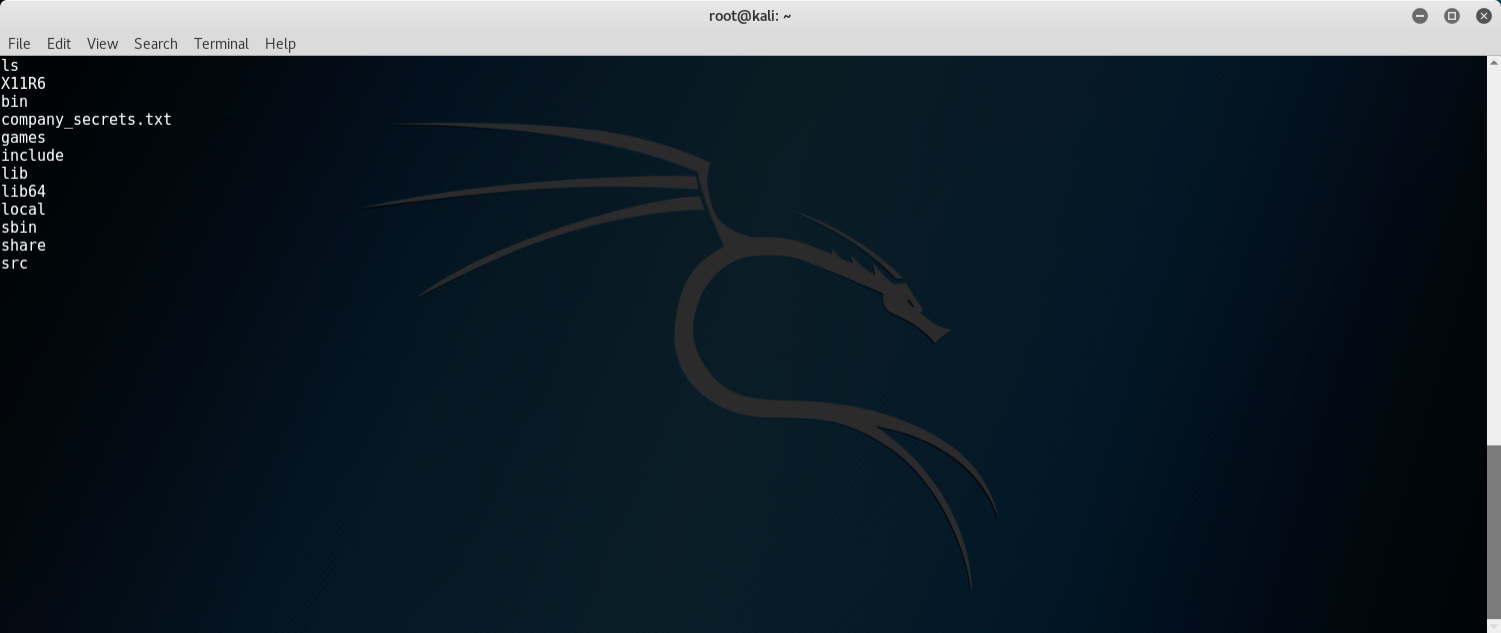 root@kali: ~
File Edit View Search Terminal Help
ls
X11R6
bin
company_secrets.txt
games
include
lib
lib64
local
sbin
share
src